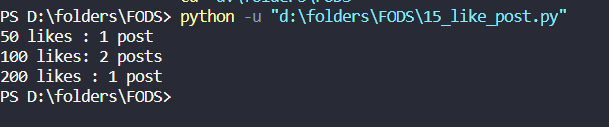 PS D:\folders\FODS> python -u "d:\folders\FODS\15_like_post.py"
50 likes : 1 post
100 likes: 2 posts
200 likes : 1 post
PS D:\folders\FODS>